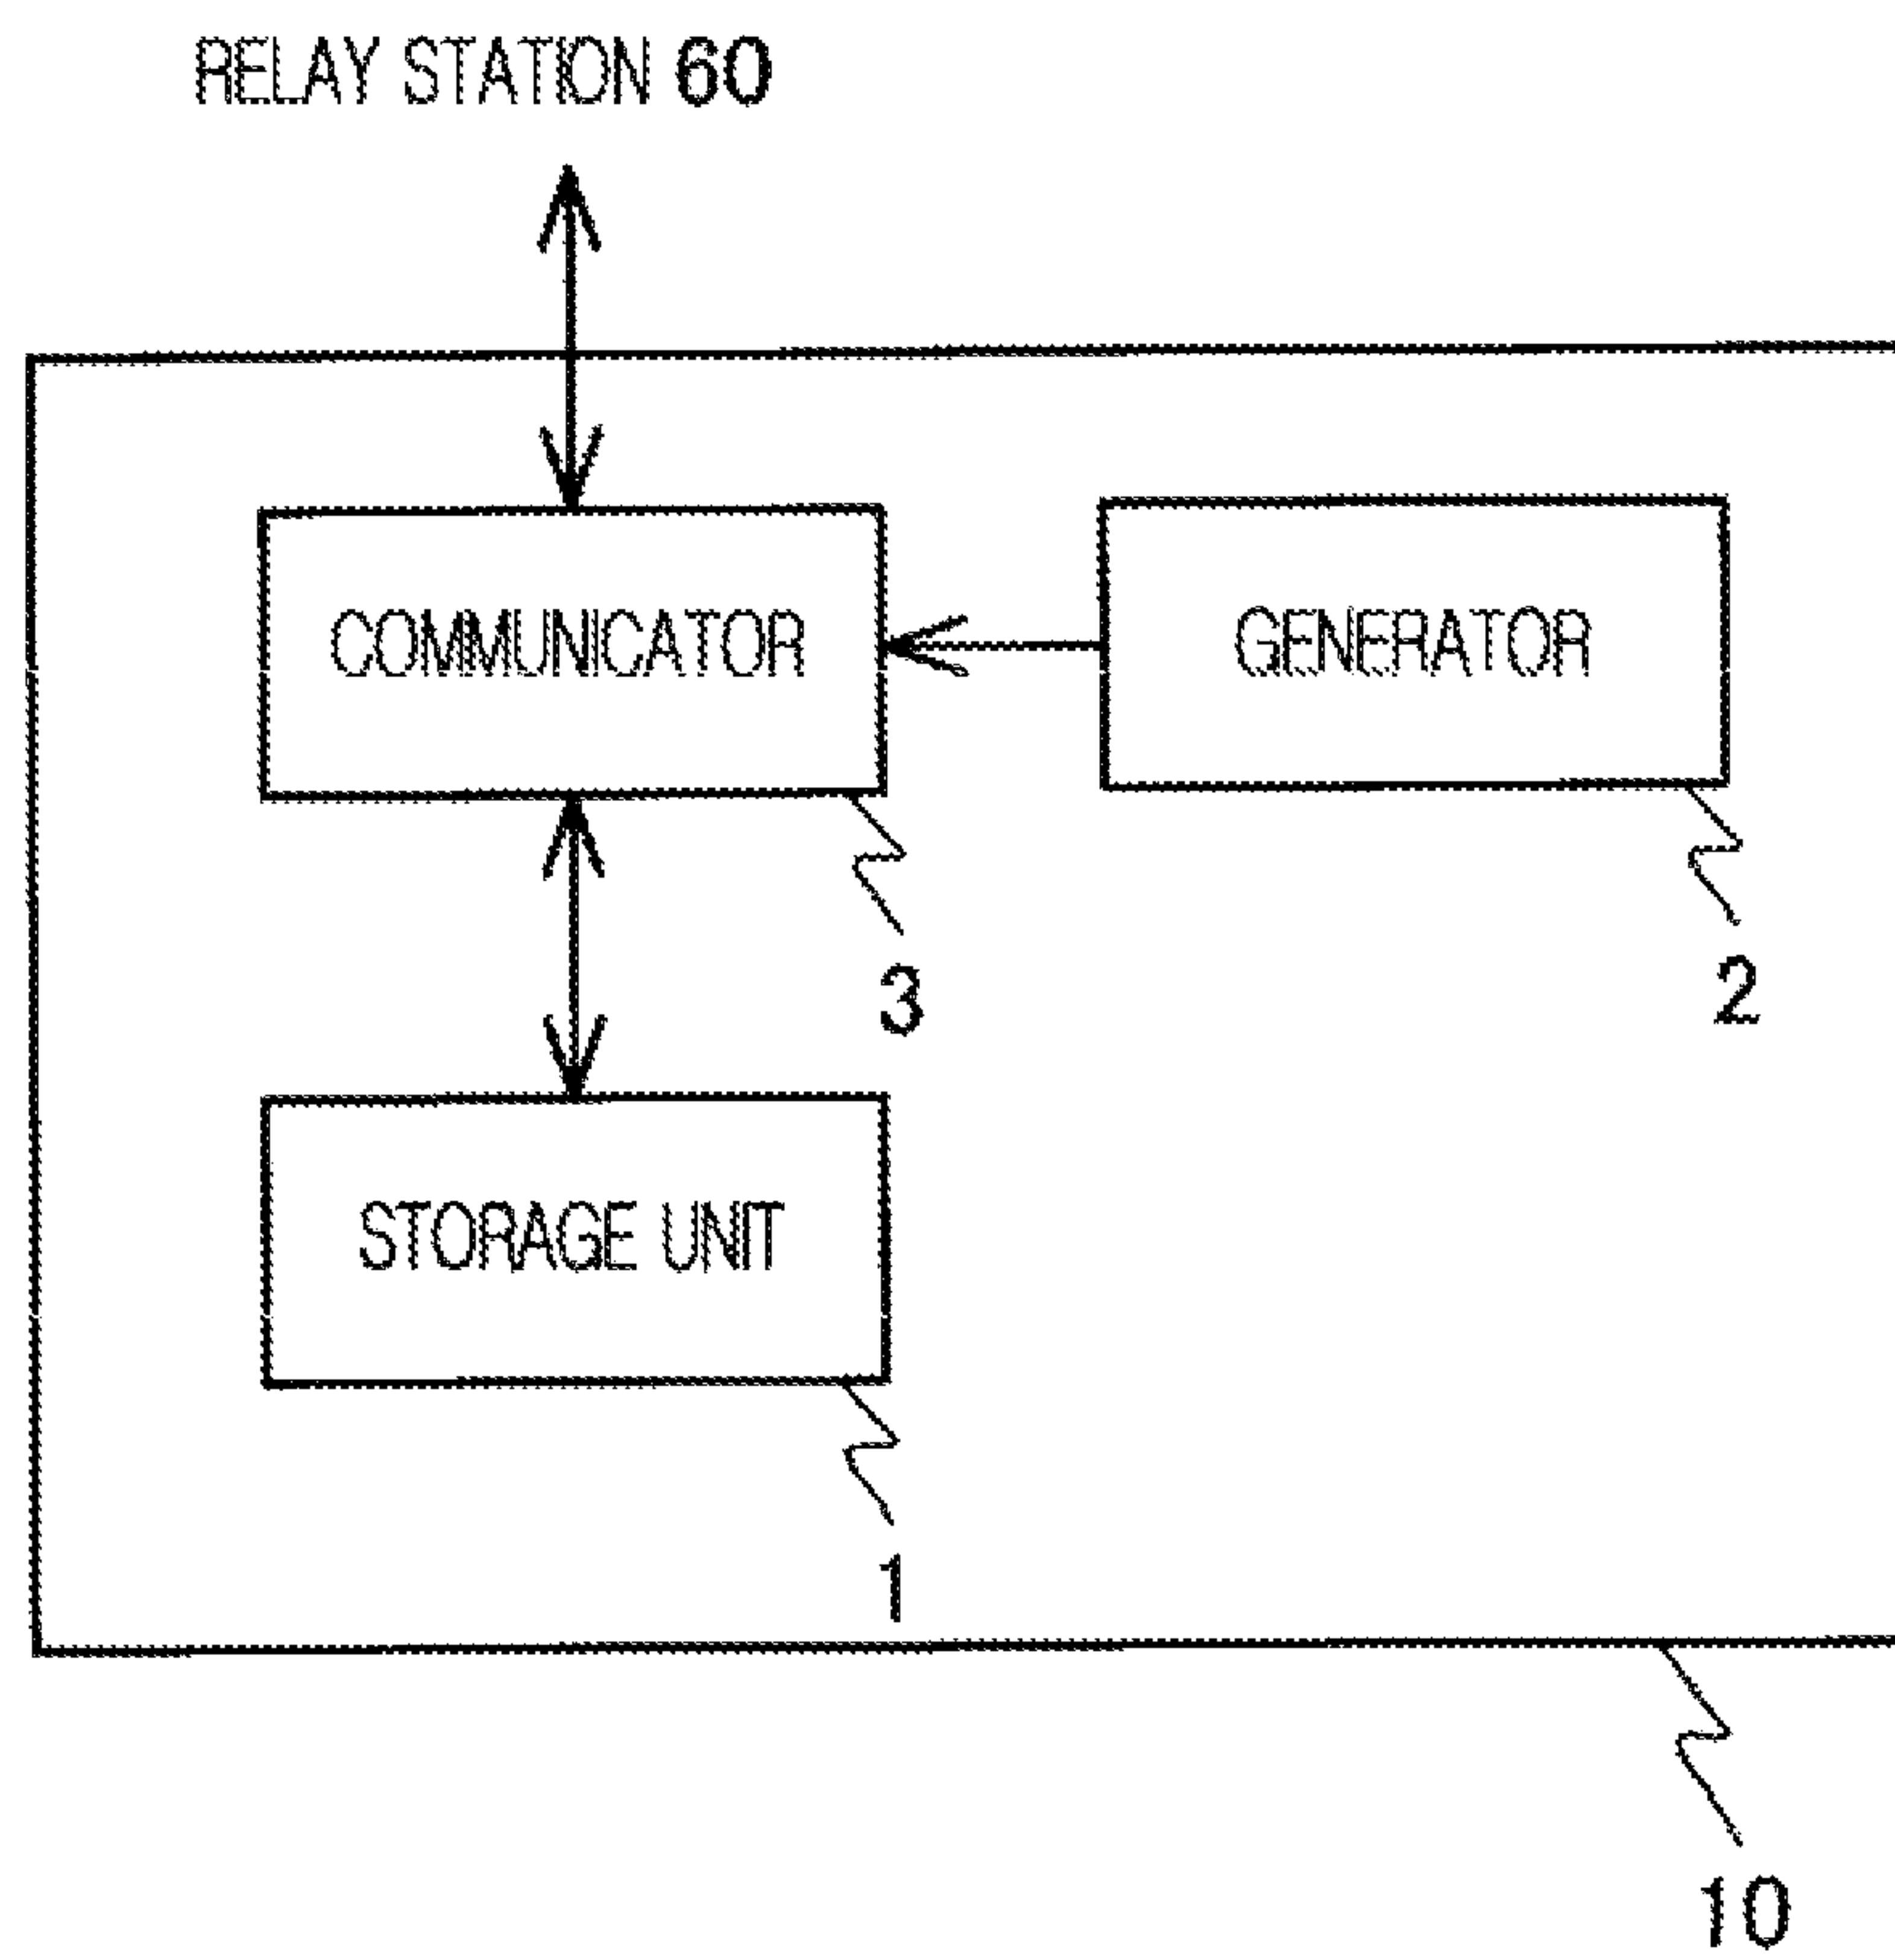 RELAY STATION 60
COMMUNICATOR
GENERATOR
3
2
STORAGE UNIT
1
10